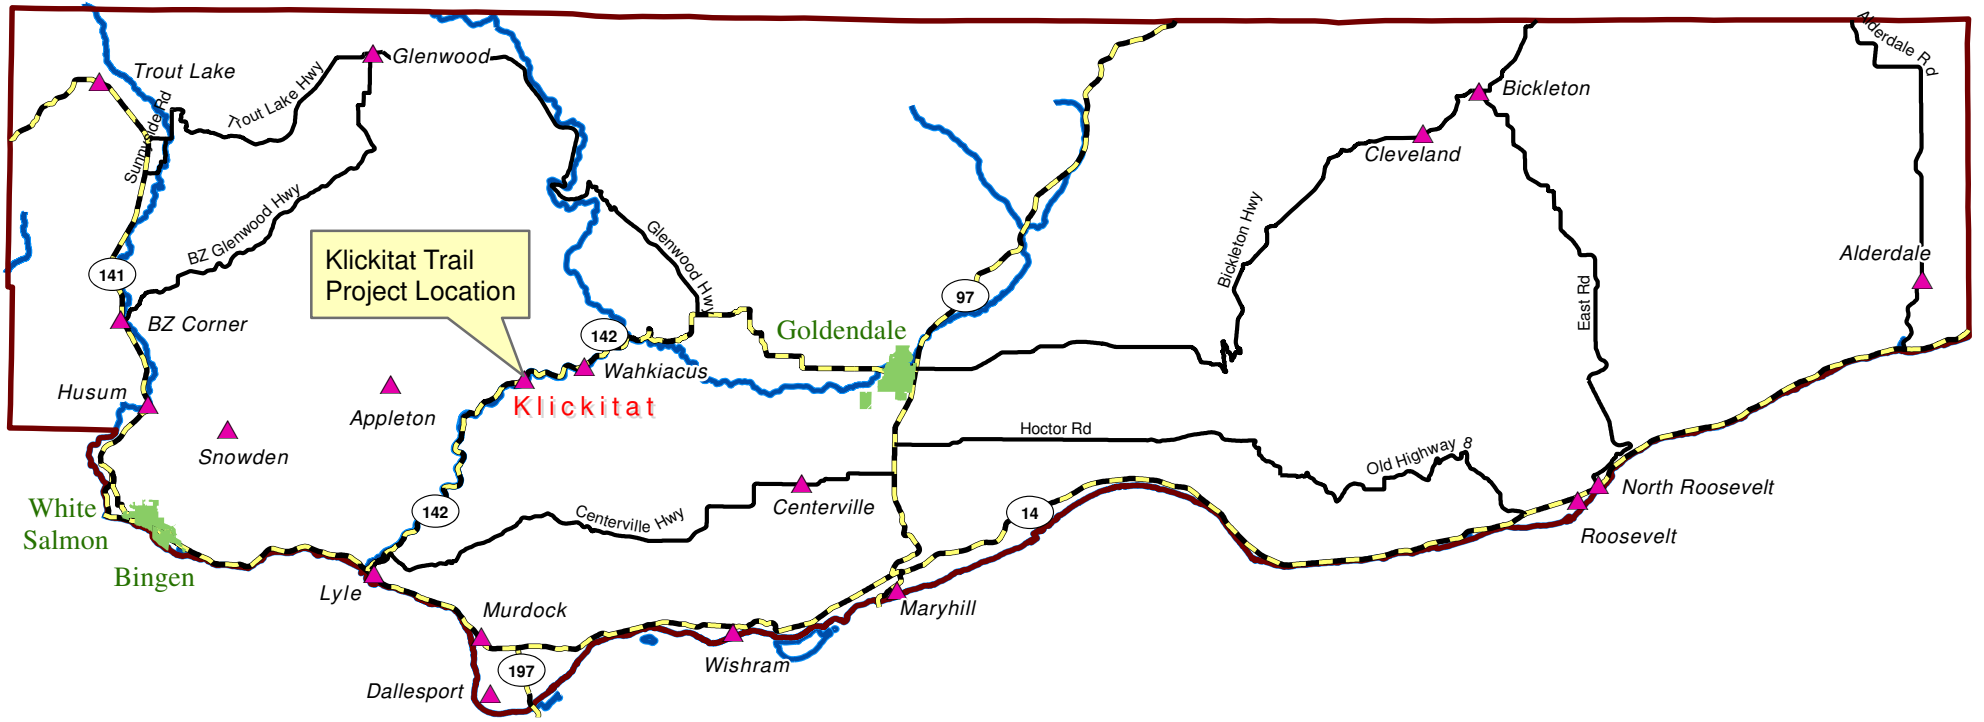 Alderdale Rd
Glenwood
Trout Lake
Trout Lake Hwy
Bickleton
Sunnyside Rd
Cleveland
BZ Glenwood Hwy
Glenwood Hwy
Bickleton Hwy
Klickitat Trail
Project Location
Alderdale
141
97
East Rd
BZ Corner
142
Goldendale
Wahkiacus
Husum
Klickitat
Appleton
Hoctor Rd
Snowden
Old Highway 8
North Roosevelt
White
Salmon
142
Centerville Hwy
Centerville
14
Roosevelt
Bingen
Lyle
Murdock
Maryhill
Wishram
197
Dallesport